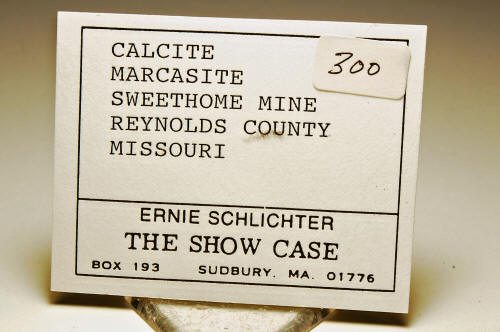 CALCITE
MARCASITE
SWEETHOME MINE
REYNOLDS COUNTY
MISSOURI
300
ERNIE SCHLICHTER
THE SHOW CASE
BOX 193 SUDBURY, MA. 01776